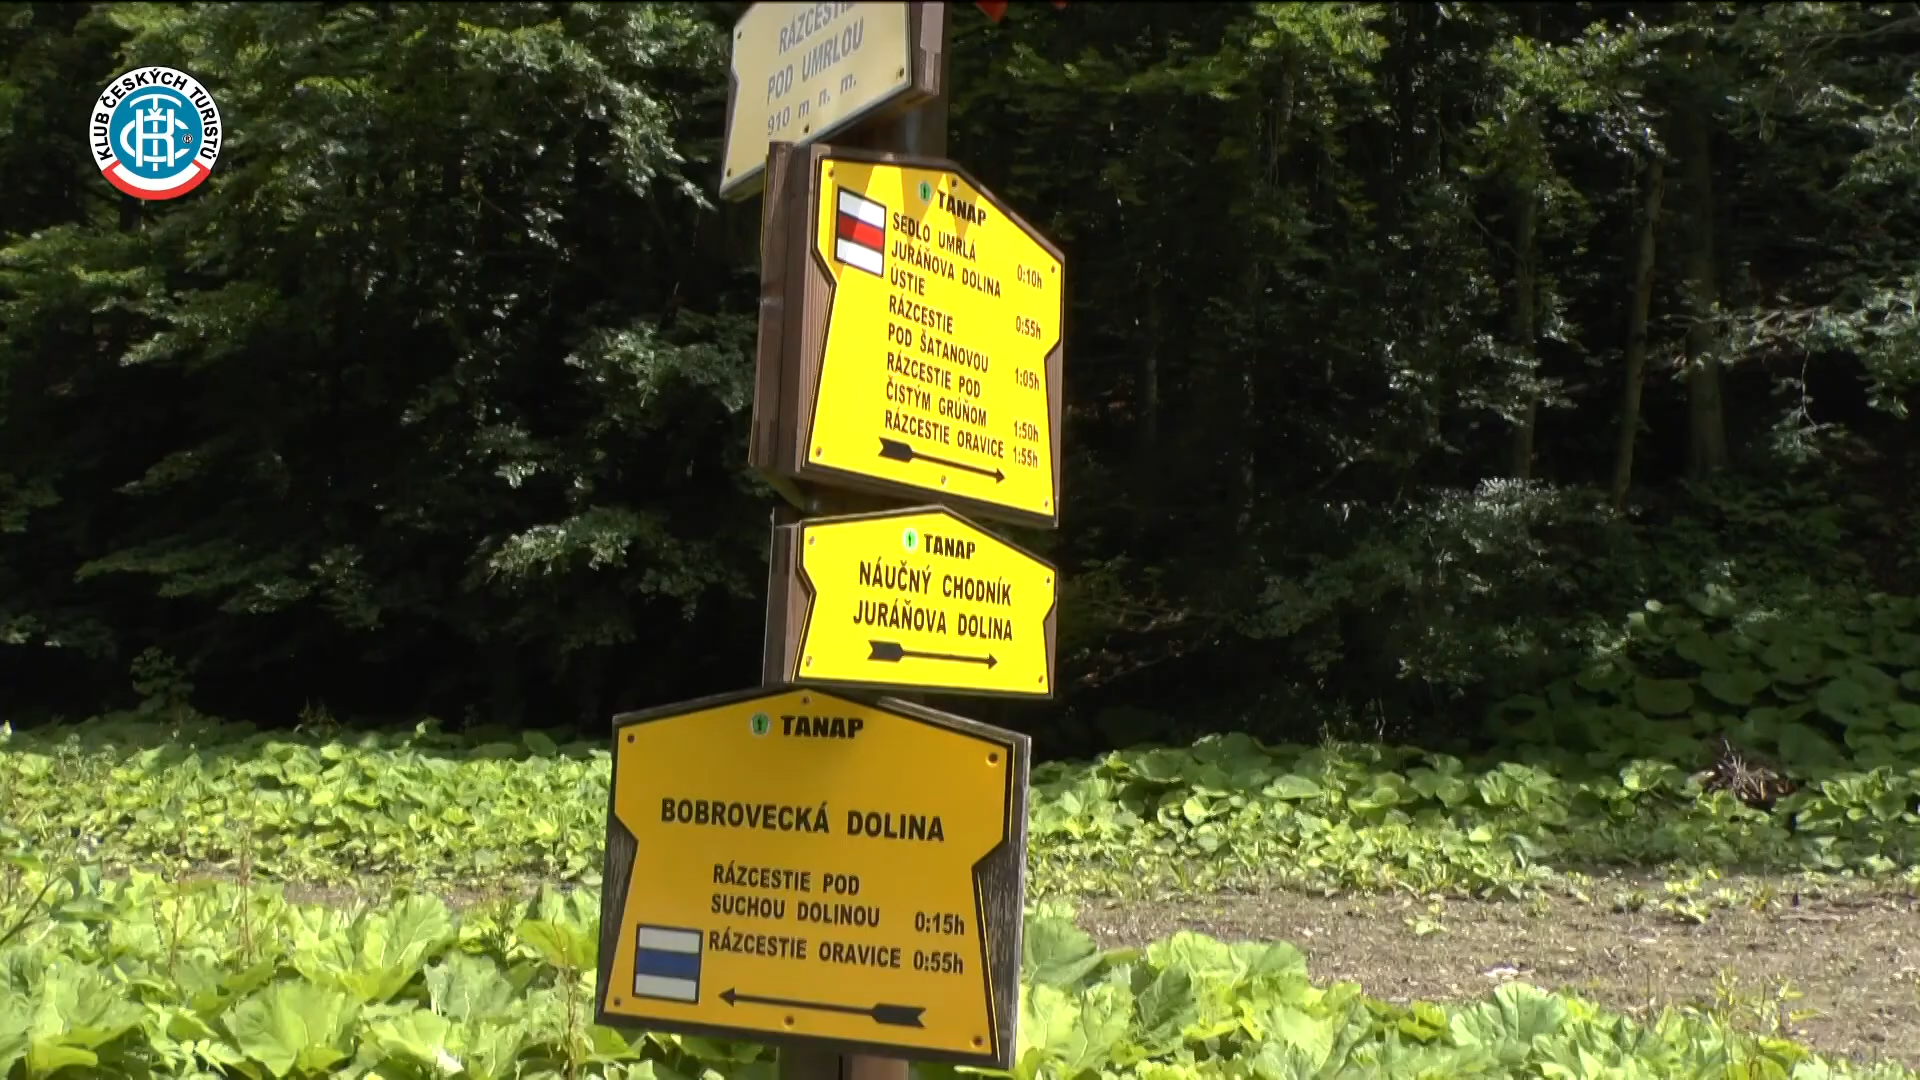 KLUB ČESKÝCH TURISTŮ
KČT
RÁZCESTIE
POD UMRLOU
910 m n. m.
TANAP
SEDLO UMRLÁ 0:10h
JURÁŇOVA DOLINA
ÚSTIE 0:55h
RÁZCESTIE
POD ŠATANOVOU 1:05h
RÁZCESTIE POD
ČISTÝM GRÚŇOM 1:50h
RÁZCESTIE ORAVICE 1:55h
TANAP
NÁUČNÝ CHODNÍK
JURÁŇOVA DOLINA
TANAP
BOBROVECKÁ DOLINA
RÁZCESTIE POD
SUCHOU DOLINOU 0:15h
RÁZCESTIE ORAVICE 0:55h